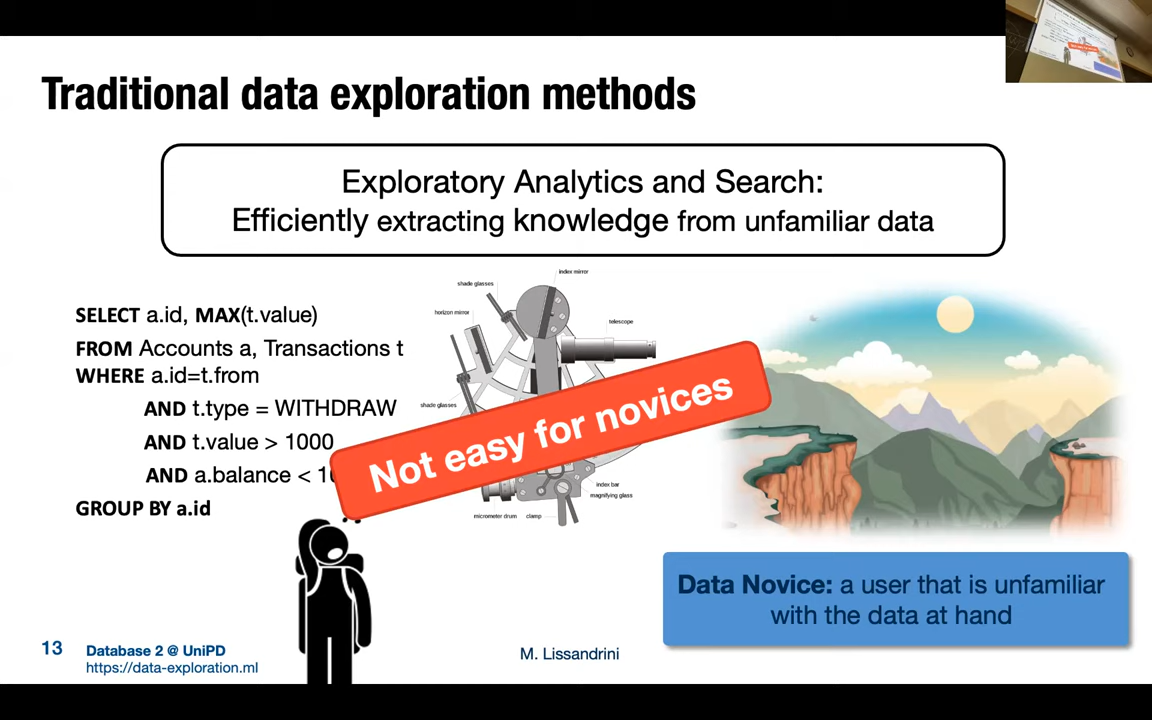 Traditional data exploration methods
Exploratory Analytics and Search:
Efficiently extracting knowledge from unfamiliar data
SELECT a.id, MAX(t.value)
FROM Accounts a, Transactions t
WHERE a.id=t.from
AND t.type = WITHDRAW
AND t.value > 1000
AND a.balance <
GROUP BY a.id
index mirror
shade glasses
horizon mirror
telescope
shade glasses
Not easy for novices
index bar
magnifying glass
micrometer drum
clamp
Data Novice: a user that is unfamiliar
with the data at hand
13
Database 2 @ UniPD
https://data-exploration.ml
M. Lissandrini